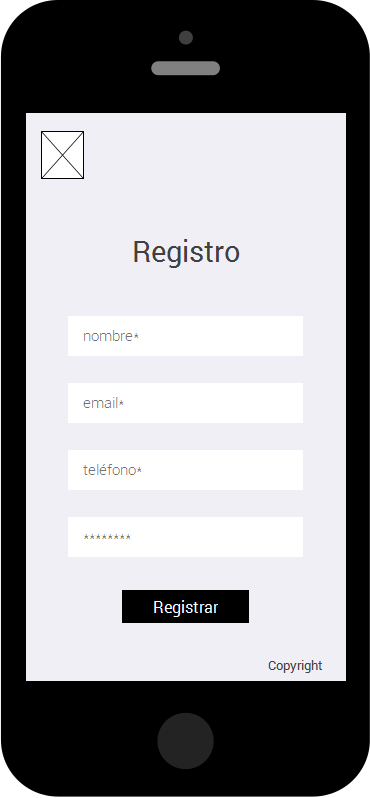 Registro
nombre*
email*
teléfono*
********
Registrar
Copyright